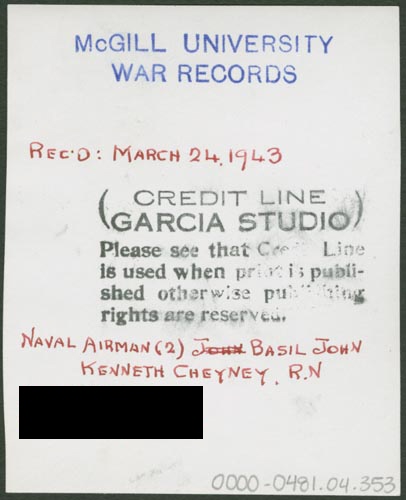 McGILL UNIVERSITY
WAR RECORDS
REC'D: MARCH 24, 1943
(CREDIT LINE
GARCIA STUDIO)
Please see that Credit Line
is used when print is publi-
shed otherwise publishing
rights are reserved.
NAVAL AIRMAN (2) JOHN BASIL JOHN
KENNETH CHEYNEY, R.N
0000-0481.04.353